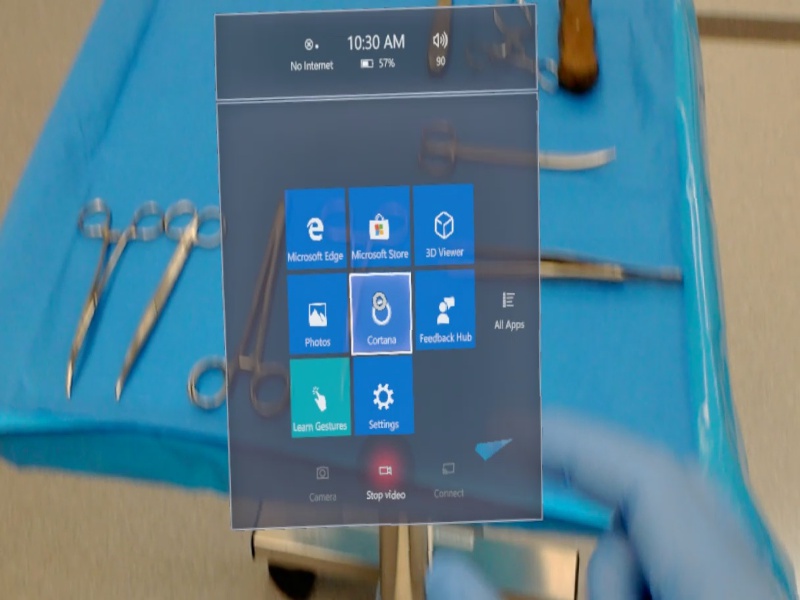 10:30 AM
No Internet
57%
90
Microsoft Edge
Microsoft Store
3D Viewer
Photos
Cortana
Feedback Hub
All Apps
Learn Gestures
Settings
Camera
Stop video
Connect